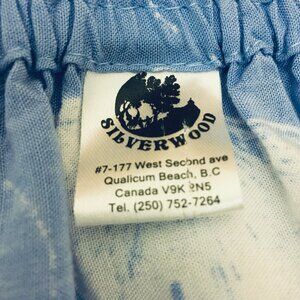 SILVERWOOD
#7-177 West Second ave
Qualicum Beach, B.C
Canada V9K 2N5
Tel. (250) 752-7264